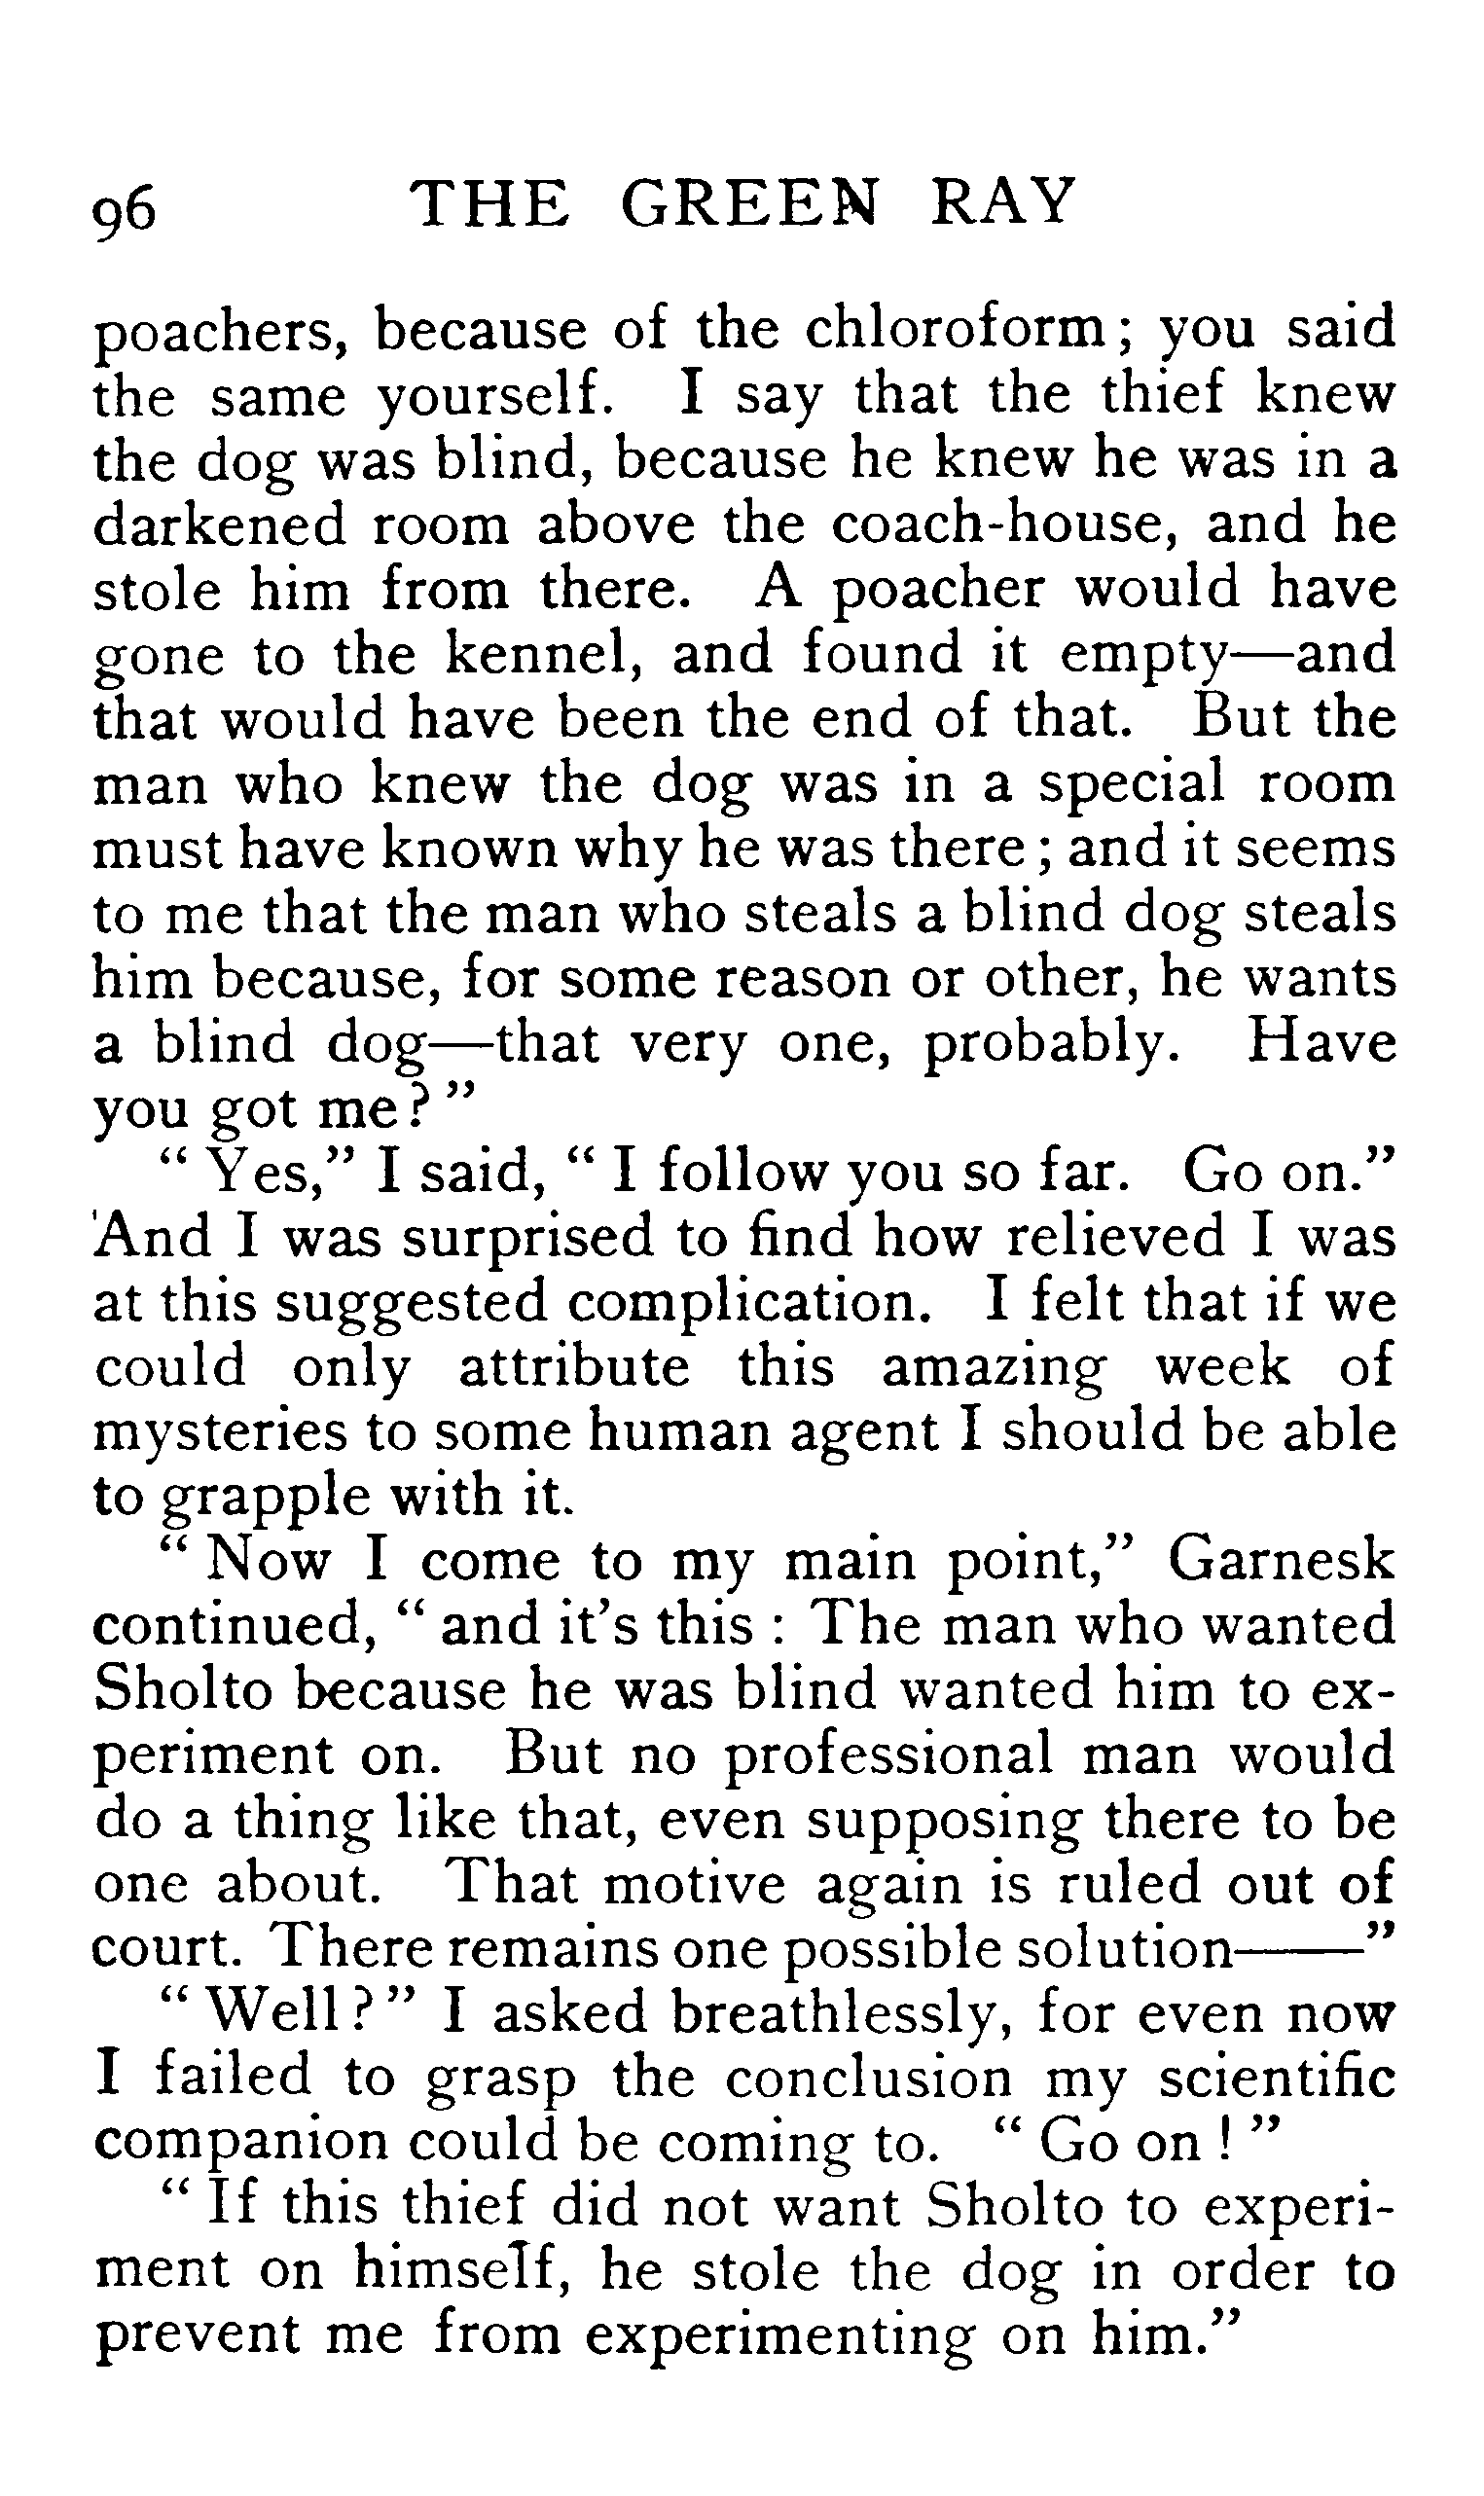 96 THE GREEN RAY
poachers, because of the chloroform; you said
the same yourself. I say that the thief knew
the dog was blind, because he knew he was in a
darkened room above the coach-house, and he
stole him from there. A poacher would have
gone to the kennel, and found it empty—and
that would have been the end of that. But the
man who knew the dog was in a special room
must have known why he was there; and it seems
to me that the man who steals a blind dog steals
him because, for some reason or other, he wants
a blind dog—that very one, probably. Have
you got me?”
“Yes,” I said, “I follow you so far. Go on.”
And I was surprised to find how relieved I was
at this suggested complication. I felt that if we
could only attribute this amazing week of
mysteries to some human agent I should be able
to grapple with it.
“Now I come to my main point,” Garnesk
continued, “and it's this: The man who wanted
Sholto because he was blind wanted him to ex-
periment on. But no professional man would
do a thing like that, even supposing there to be
one about. That motive again is ruled out of
court. There remains one possible solution——”
“Well?” I asked breathlessly, for even now
I failed to grasp the conclusion my scientific
companion could be coming to. “Go on!”
“If this thief did not want Sholto to experi-
ment on himself, he stole the dog in order to
prevent me from experimenting on him.”